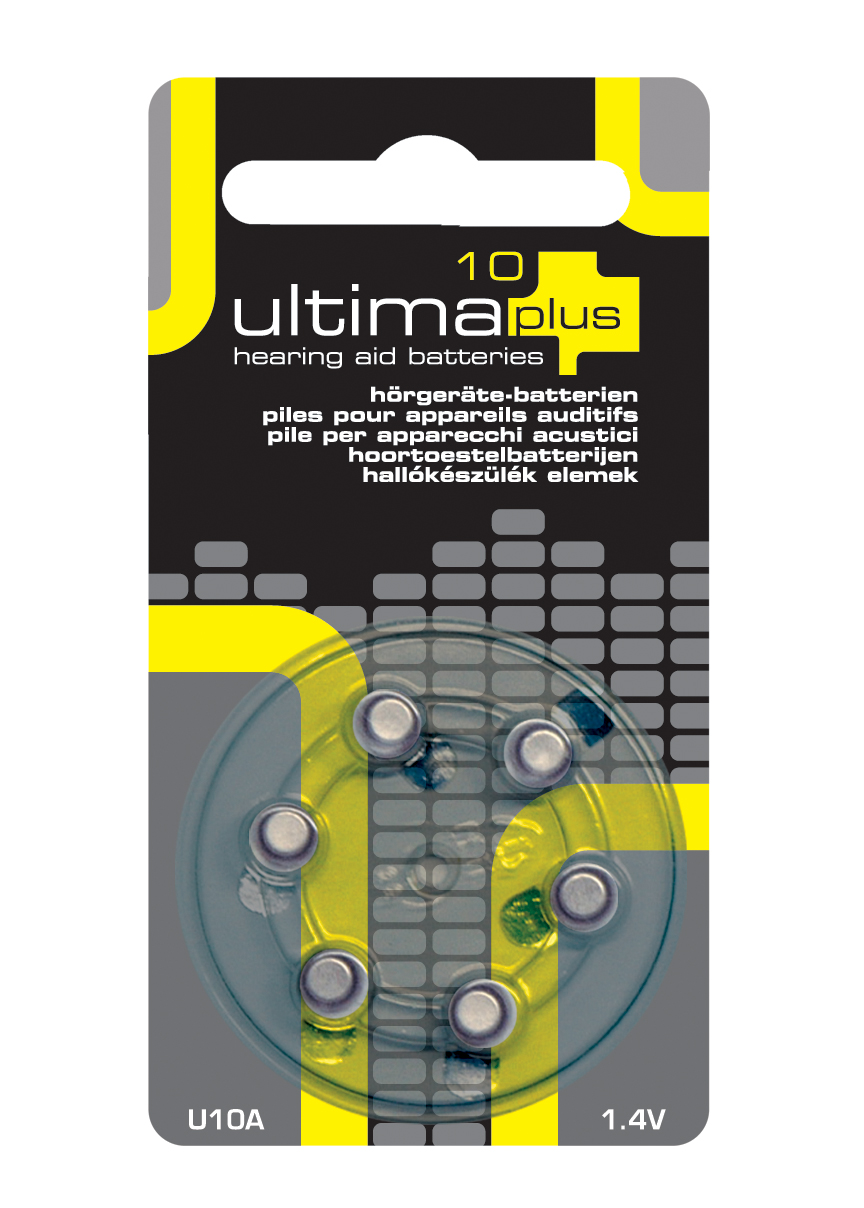 10
ultima plus
hearing aid batteries
hörgeräte-batterien
piles pour appareils auditifs
pile per apparecchi acustici
hoortoestelbatterijen
hallókészülék elemek
U10A
1.4V